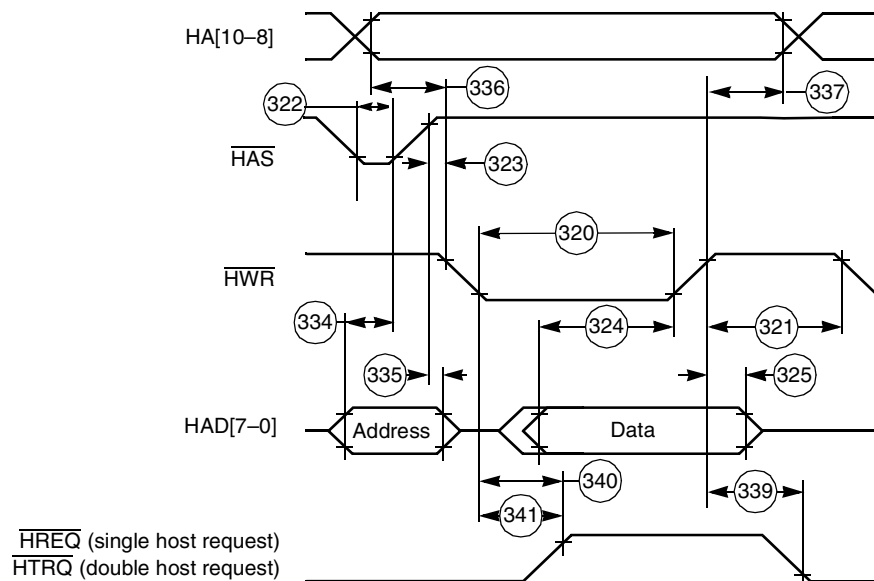 HA[10–8]
336
337
322
HAS
323
320
HWR
334
324
321
335
325
HAD[7–0]
Address
Data
340
339
341
HREQ (single host request)
HTRQ (double host request)